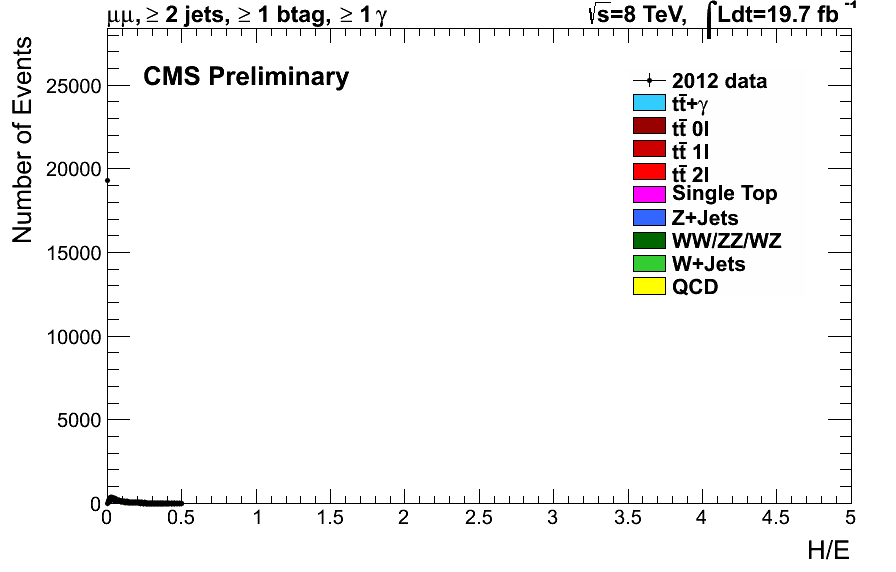 μμ, ≥ 2 jets, ≥ 1 btag, ≥ 1 γ
√s=8 TeV, ∫Ldt=19.7 fb⁻¹
CMS Preliminary
2012 data
tt̄+γ
tt̄ 0l
tt̄ 1l
tt̄ 2l
Single Top
Z+Jets
WW/ZZ/WZ
W+Jets
QCD
Number of Events
25000
20000
15000
10000
5000
0
0 0.5 1 1.5 2 2.5 3 3.5 4 4.5 5
H/E